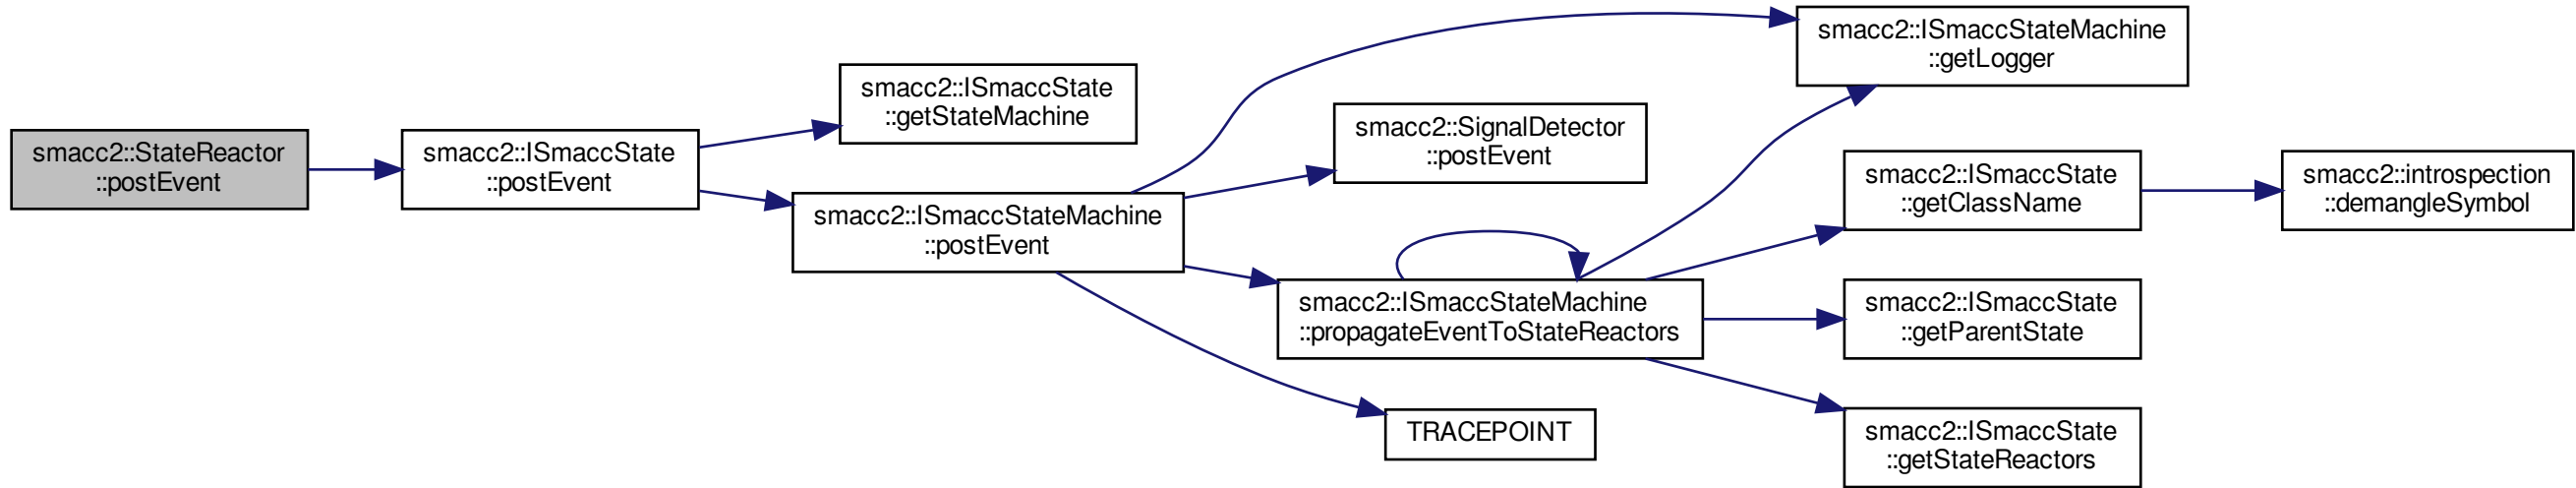 smacc2::StateReactor
::postEvent
smacc2::ISmaccState
::postEvent
smacc2::ISmaccState
::getStateMachine
smacc2::ISmaccStateMachine
::postEvent
smacc2::ISmaccStateMachine
::getLogger
smacc2::SignalDetector
::postEvent
smacc2::ISmaccStateMachine
::propagateEventToStateReactors
TRACEPOINT
smacc2::ISmaccState
::getClassName
smacc2::ISmaccState
::getParentState
smacc2::ISmaccState
::getStateReactors
smacc2::introspection
::demangleSymbol